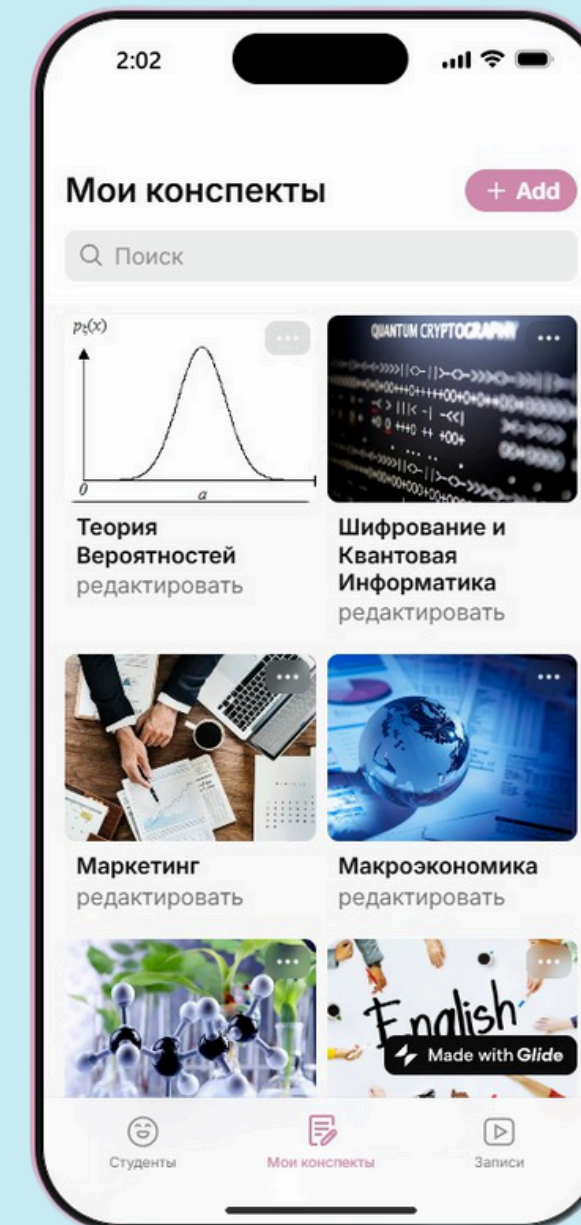 2:02
Мои конспекты
+ Add
Поиск
pξ(x)
0
a
Теория
Вероятностей
редактировать
QUANTUM CRYPTOGRAPHY
Шифрование и
Квантовая
Информатика
редактировать
Маркетинг
редактировать
Макроэкономика
редактировать
English
Made with Glide
Студенты
Мои конспекты
Записи